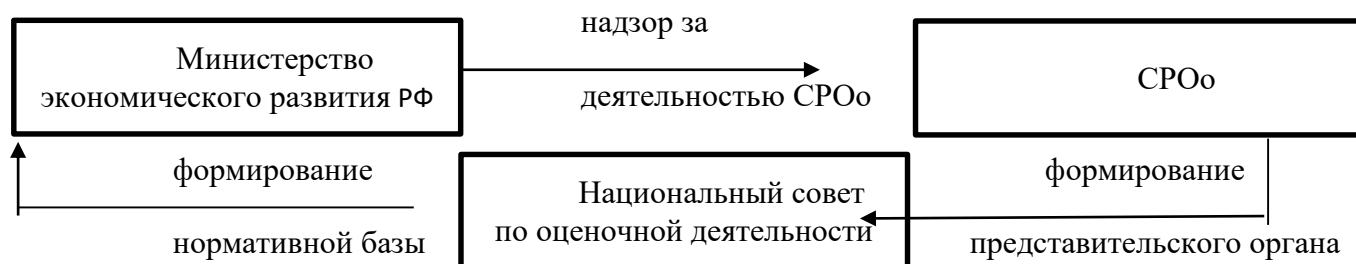 надзор за
Министерство
экономического развития РФ
деятельностью СРОо
СРОо
формирование
нормативной базы
Национальный совет
по оценочной деятельности
формирование
представительского органа